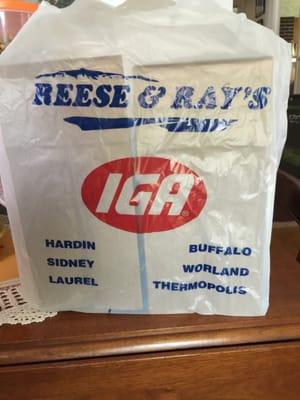 REESE & RAY'S
IGA®
HARDIN
SIDNEY
LAUREL
BUFFALO
WORLAND
THERMOPOLIS